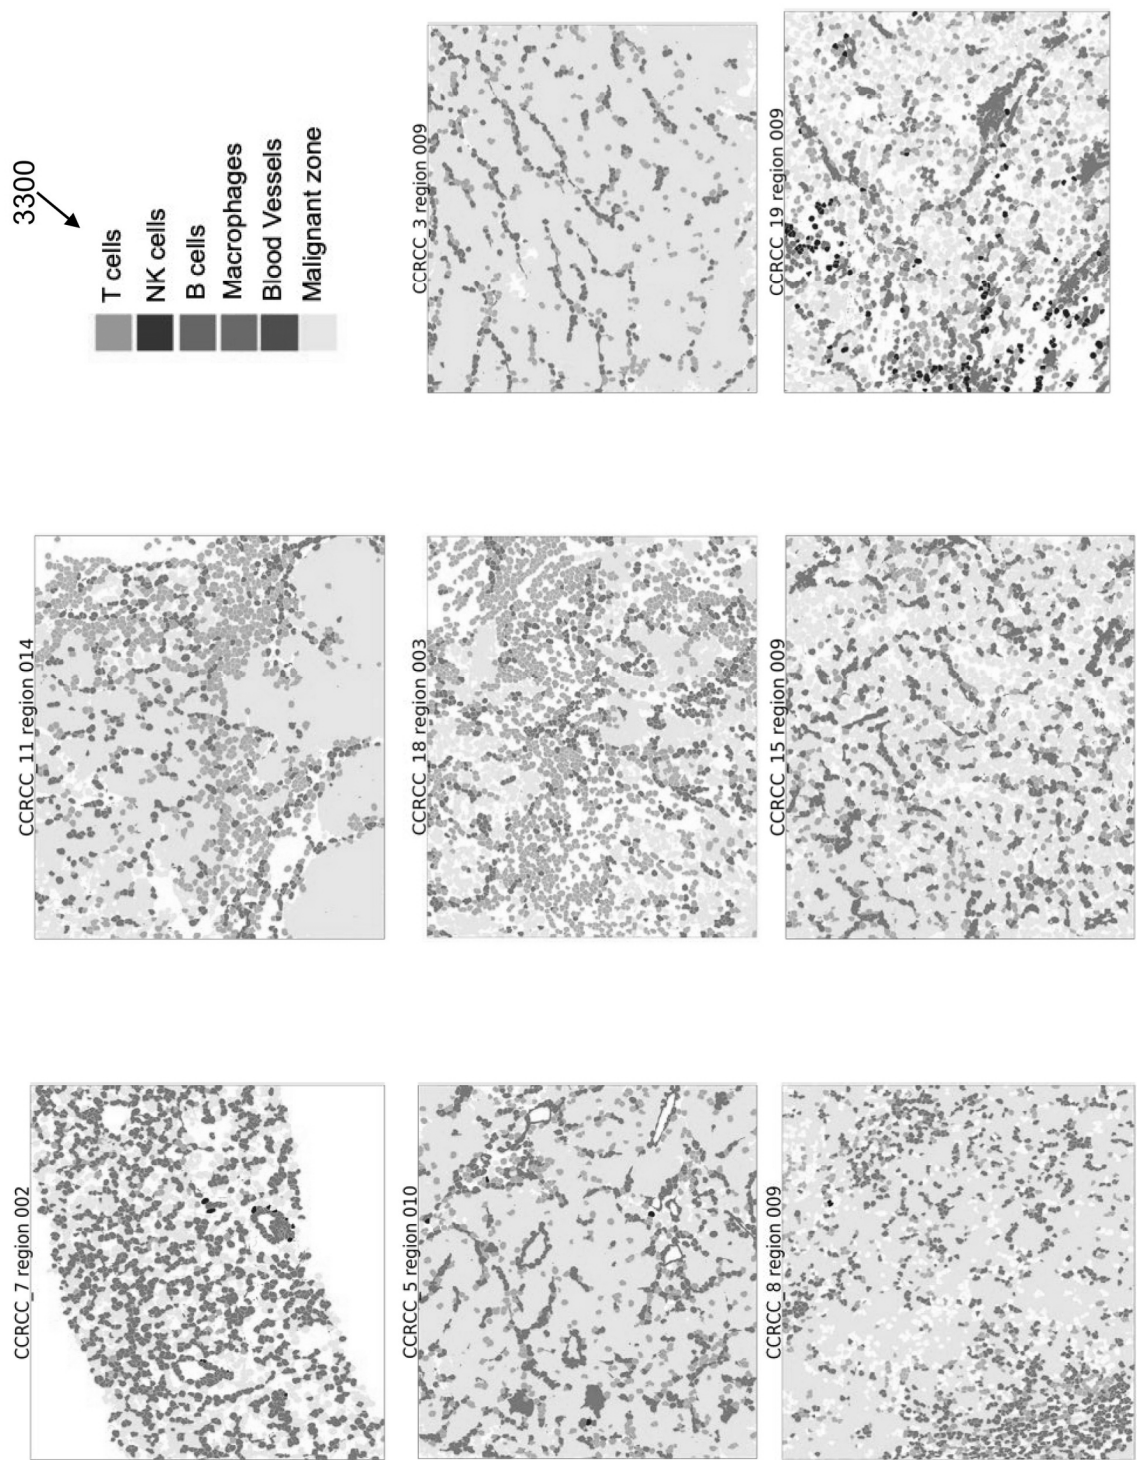 3300
T cells
NK cells
B cells
Macrophages
Blood Vessels
Malignant zone
CCRCC_7 region 002
CCRCC_11 region 014
CCRCC_5 region 010
CCRCC_18 region 003
CCRCC_3 region 009
CCRCC_8 region 009
CCRCC_15 region 009
CCRCC_19 region 009